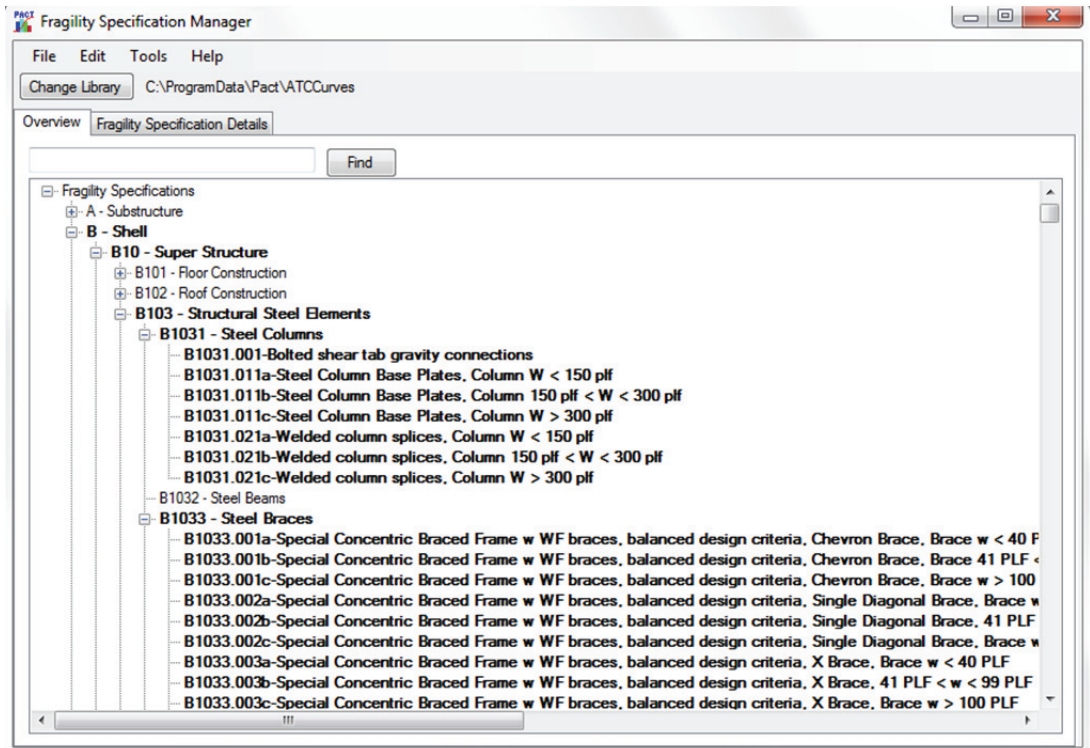 PACT Fragility Specification Manager
File Edit Tools Help
Change Library C:\ProgramData\Pact\ATCCurves
Overview Fragility Specification Details
Find
Fragility Specifications
A - Substructure
B - Shell
B10 - Super Structure
B101 - Floor Construction
B102 - Roof Construction
B103 - Structural Steel Elements
B1031 - Steel Columns
B1031.001-Bolted shear tab gravity connections
B1031.011a-Steel Column Base Plates, Column W < 150 plf
B1031.011b-Steel Column Base Plates, Column 150 plf < W < 300 plf
B1031.011c-Steel Column Base Plates, Column W > 300 plf
B1031.021a-Welded column splices, Column W < 150 plf
B1031.021b-Welded column splices, Column 150 plf < W < 300 plf
B1031.021c-Welded column splices, Column W > 300 plf
B1032 - Steel Beams
B1033 - Steel Braces
B1033.001a-Special Concentric Braced Frame w WF braces, balanced design criteria, Chevron Brace, Brace w < 40 P
B1033.001b-Special Concentric Braced Frame w WF braces, balanced design criteria, Chevron Brace, Brace 41 PLF <
B1033.001c-Special Concentric Braced Frame w WF braces, balanced design criteria, Chevron Brace, Brace w > 100
B1033.002a-Special Concentric Braced Frame w WF braces, balanced design criteria, Single Diagonal Brace, Brace w
B1033.002b-Special Concentric Braced Frame w WF braces, balanced design criteria, Single Diagonal Brace, 41 PLF
B1033.002c-Special Concentric Braced Frame w WF braces, balanced design criteria, Single Diagonal Brace, Brace w
B1033.003a-Special Concentric Braced Frame w WF braces, balanced design criteria, X Brace, Brace w < 40 PLF
B1033.003b-Special Concentric Braced Frame w WF braces, balanced design criteria, X Brace, 41 PLF < w < 99 PLF
B1033.003c-Special Concentric Braced Frame w WF braces, balanced design criteria, X Brace, Brace w > 100 PLF